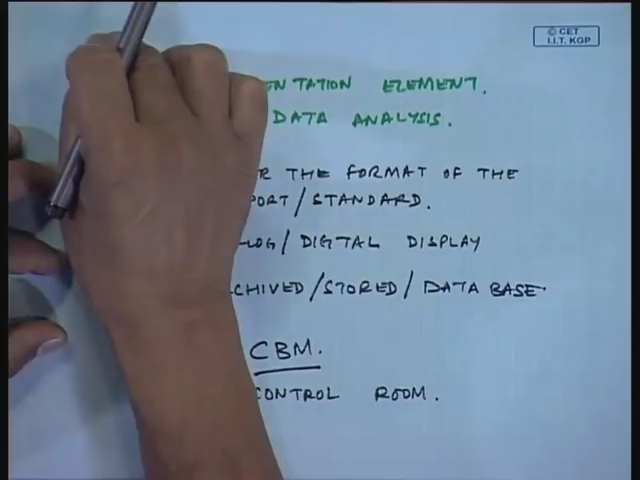 © CET
I.I.T. KGP
ENTATION ELEMENT.
DATA ANALYSIS.
THE FORMAT OF THE
PORT/STANDARD.
LOG/DIGITAL DISPLAY
CHIVED/STORED/DATA BASE
CBM.
CONTROL ROOM.